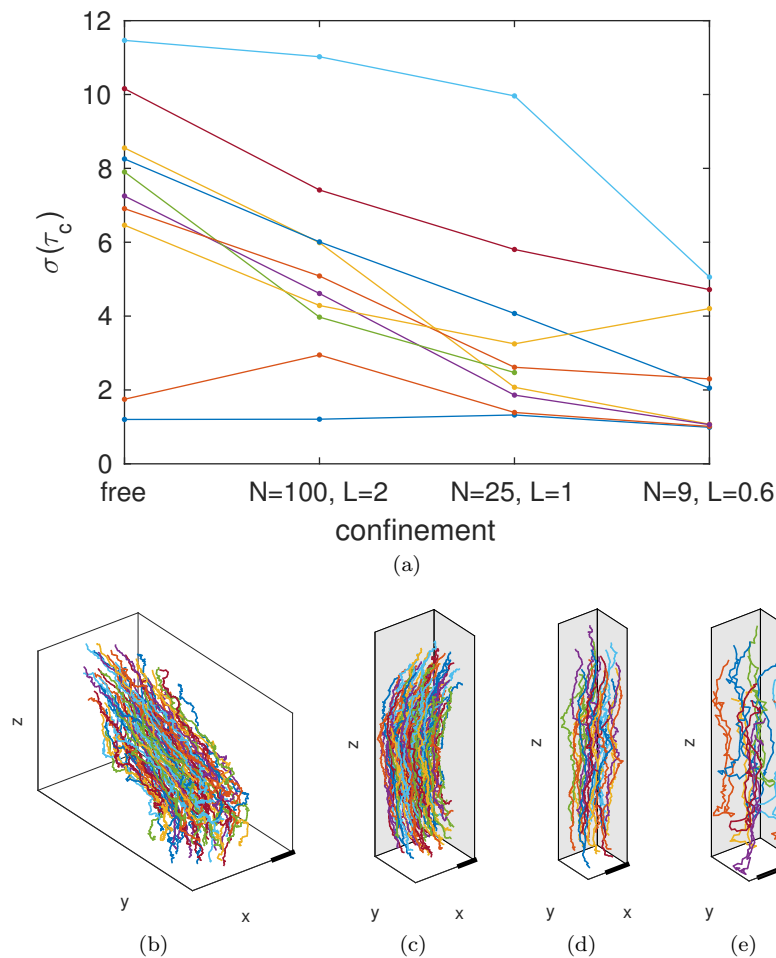 12
10
8
6
4
2
0
σ(τc)
free N=100, L=2 N=25, L=1 N=9, L=0.6
confinement
(a)
z
y
x
(b)
z
y
x
(c)
z
y
x
(d)
z
y
(e)